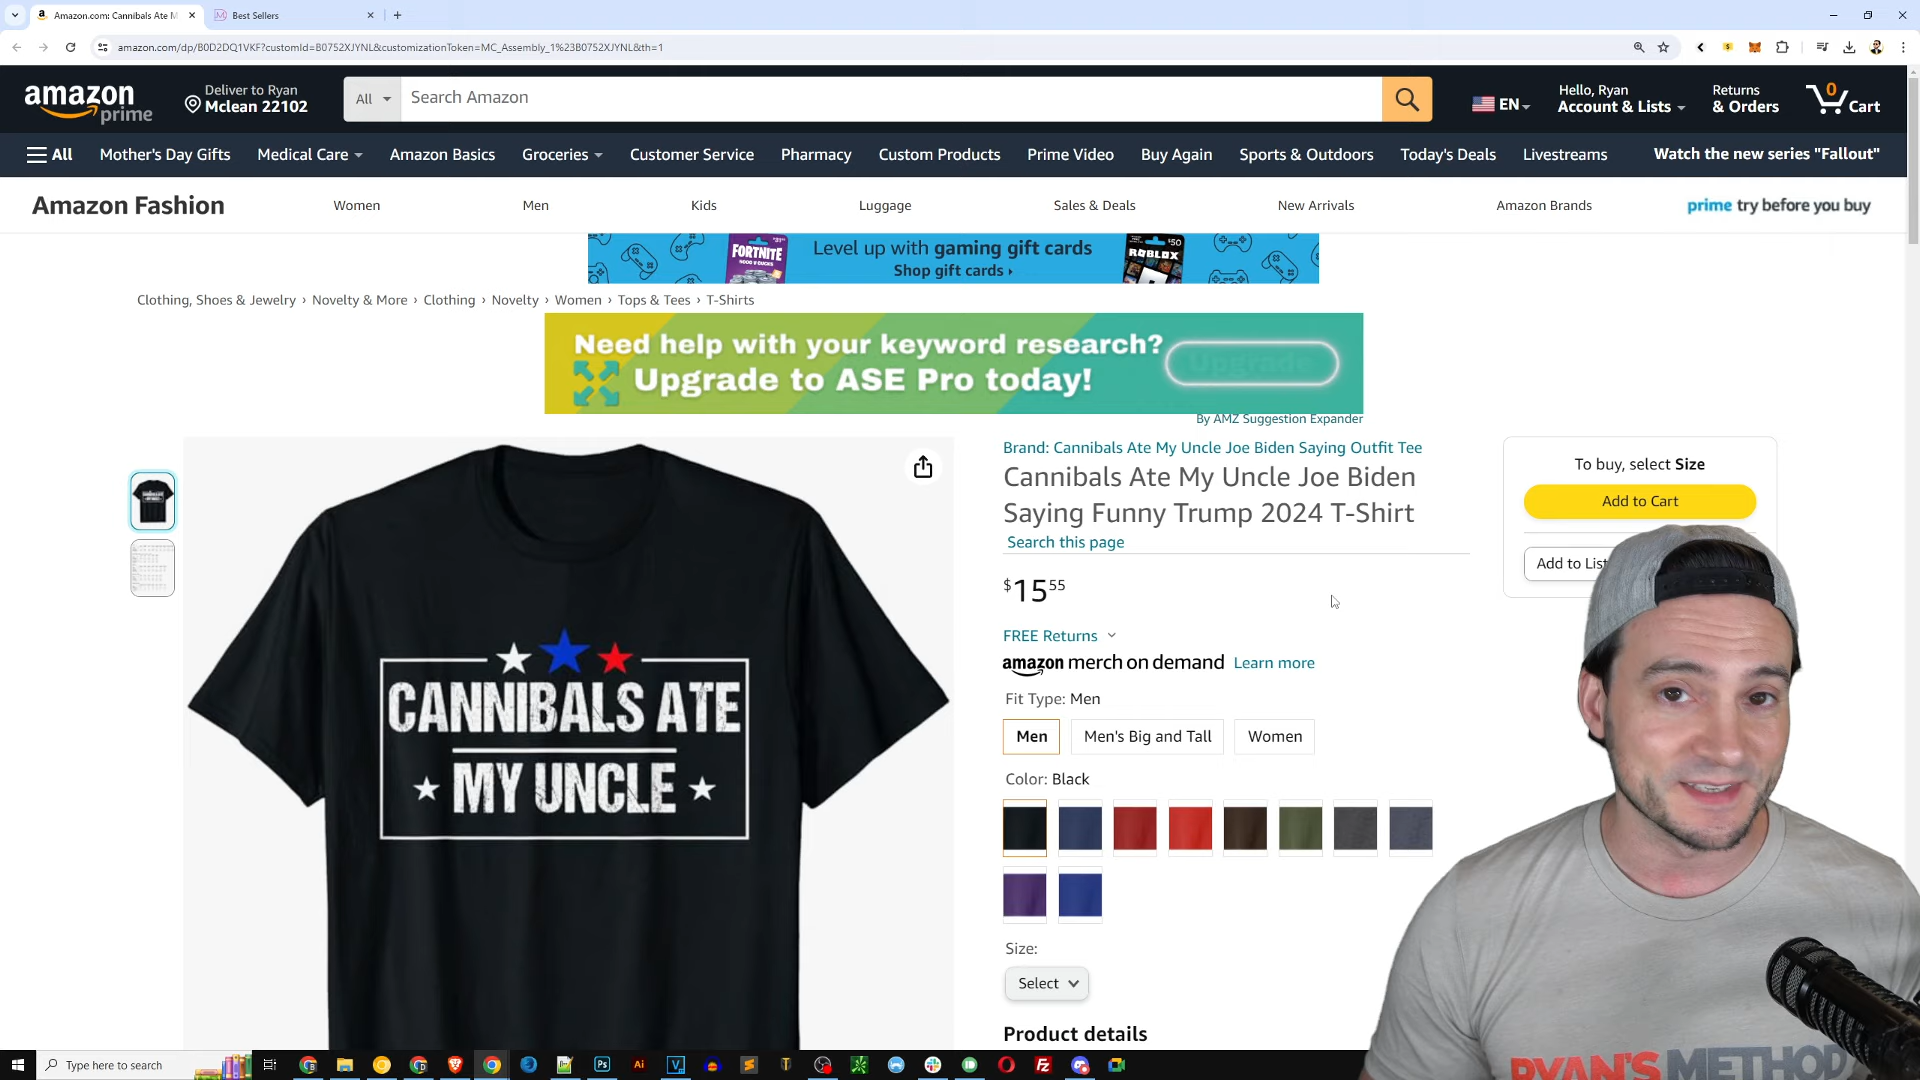 Amazon.com: Cannibals Ate M
Best Sellers
amazon.com/dp/B0D2DQ1VKF?customId=B0752XJYNL&customizationToken=MC_Assembly_1%23B0752XJYNL&th=1
amazon
prime
Deliver to Ryan
Mclean 22102
All
Search Amazon
EN
Hello, Ryan
Account & Lists
Returns
& Orders
0
Cart
All
Mother's Day Gifts
Medical Care
Amazon Basics
Groceries
Customer Service
Pharmacy
Custom Products
Prime Video
Buy Again
Sports & Outdoors
Today's Deals
Livestreams
Watch the new series "Fallout"
Amazon Fashion
Women
Men
Kids
Luggage
Sales & Deals
New Arrivals
Amazon Brands
prime try before you buy
FORTNITE
Level up with gaming gift cards
Shop gift cards ›
$50
ROBLOX
Clothing, Shoes & Jewelry › Novelty & More › Clothing › Novelty › Women › Tops & Tees › T-Shirts
Need help with your keyword research?
Upgrade to ASE Pro today!
Upgrade
By AMZ Suggestion Expander
Brand: Cannibals Ate My Uncle Joe Biden Saying Outfit Tee
Cannibals Ate My Uncle Joe Biden
Saying Funny Trump 2024 T-Shirt
Search this page
$15 55
FREE Returns
amazon merch on demand Learn more
Fit Type: Men
Men
Men's Big and Tall
Women
Color: Black
Size:
Select
Product details
To buy, select Size
Add to Cart
Add to List
CANNIBALS ATE
MY UNCLE
RYAN'S METHOD
Type here to search
Ps
Ai